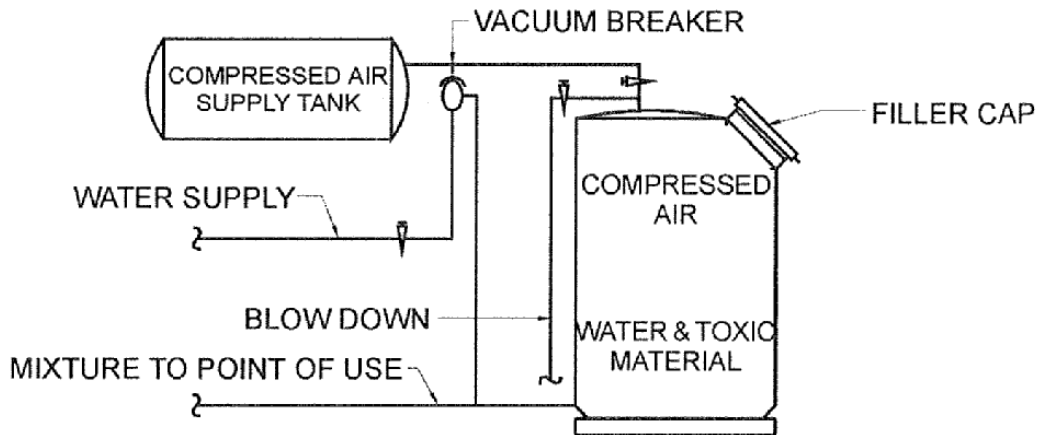 VACUUM BREAKER
COMPRESSED AIR
SUPPLY TANK
FILLER CAP
COMPRESSED
AIR
WATER SUPPLY
BLOW DOWN
WATER & TOXIC
MATERIAL
MIXTURE TO POINT OF USE